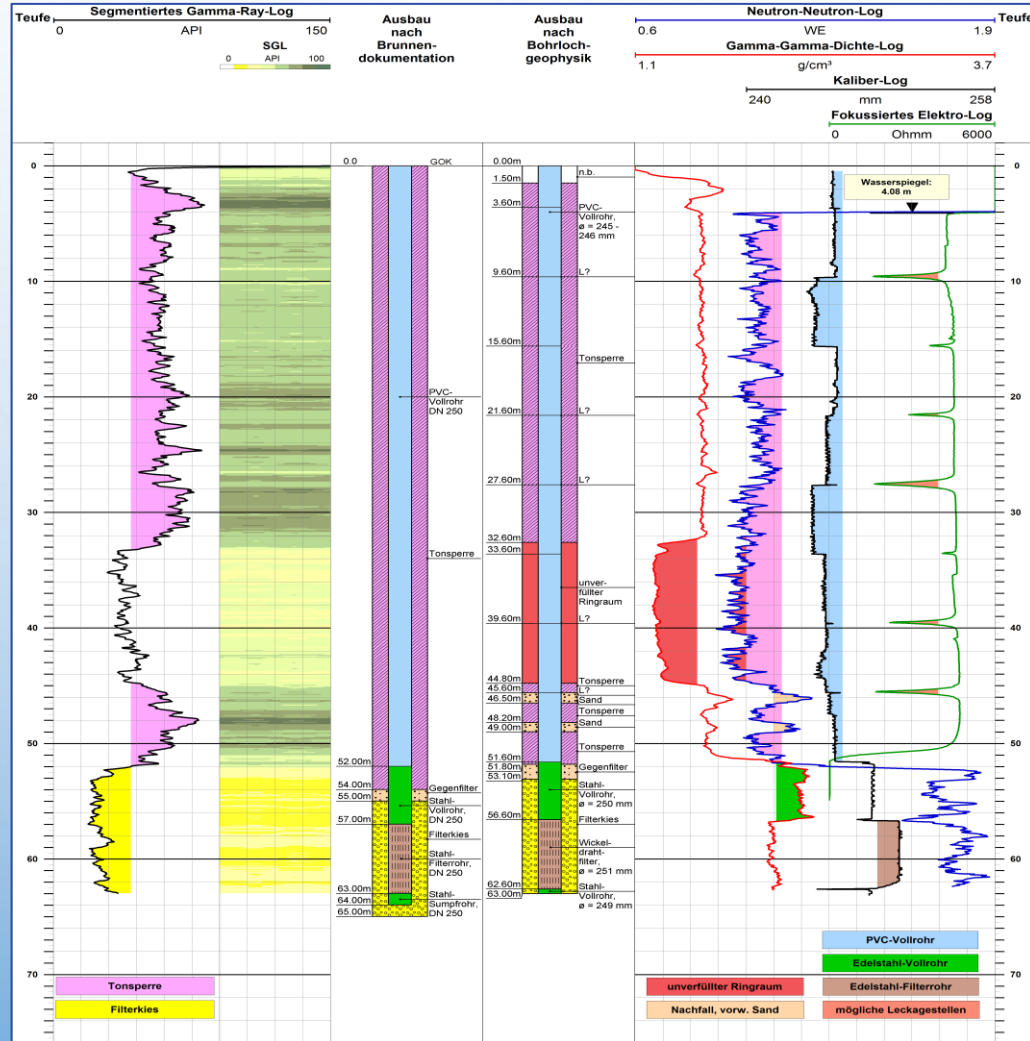 Teufe
Segmentiertes Gamma-Ray-Log
0 API 150
SGL
0 API 100
Ausbau
nach
Brunnen-
dokumentation
Ausbau
nach
Bohrloch-
geophysik
Neutron-Neutron-Log
0.6 WE 1.9
Gamma-Gamma-Dichte-Log
1.1 g/cm³ 3.7
Kaliber-Log
240 mm 258
Fokussiertes Elektro-Log
0 Ohmm 6000
Teufe
0
10
20
30
40
50
60
70
0.0
GOK
PVC-
Vollrohr
DN 250
Tonsperre
52.00m
54.00m
Gegenfilter
55.00m
Stahl-
Vollrohr,
DN 250
57.00m
Filterkies
Stahl-
Filterrohr,
DN 250
63.00m
Stahl-
64.00m
Sumpfrohr,
DN 250
65.00m
0.00m
n.b.
1.50m
3.60m
PVC-
Vollrohr,
ø = 245 -
246 mm
9.60m
L?
15.60m
Tonsperre
21.60m
L?
27.60m
L?
32.60m
33.60m
unver-
füllter
Ringraum
39.60m
L?
44.80m
Tonsperre
45.60m
L?
46.50m
Sand
Tonsperre
48.20m
Sand
49.00m
Tonsperre
51.60m
51.80m
Gegenfilter
53.10m
Stahl-
Vollrohr,
ø = 250 mm
56.60m
Filterkies
Wickel-
draht-
filter,
ø = 251 mm
62.60m
Stahl-
63.00m
Vollrohr,
ø = 249 mm
Wasserspiegel:
4.08 m
0
10
20
30
40
50
60
70
Tonsperre
Filterkies
PVC-Vollrohr
Edelstahl-Vollrohr
unverfüllter Ringraum
Edelstahl-Filterrohr
Nachfall, vorw. Sand
mögliche Leckagestellen